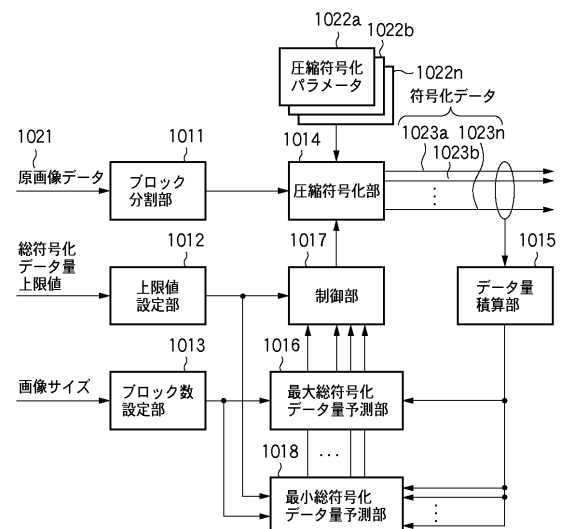 1022a
1022b
1022n
圧縮符号化
パラメータ
符号化データ
1021
1011
1014
1023a
1023n
1023b
原画像データ
ブロック
分割部
圧縮符号化部
総符号化
データ量
上限値
1012
1017
1015
上限値
設定部
制御部
データ量
積算部
1013
1016
画像サイズ
ブロック数
設定部
最大総符号化
データ量予測部
1018
最小総符号化
データ量予測部